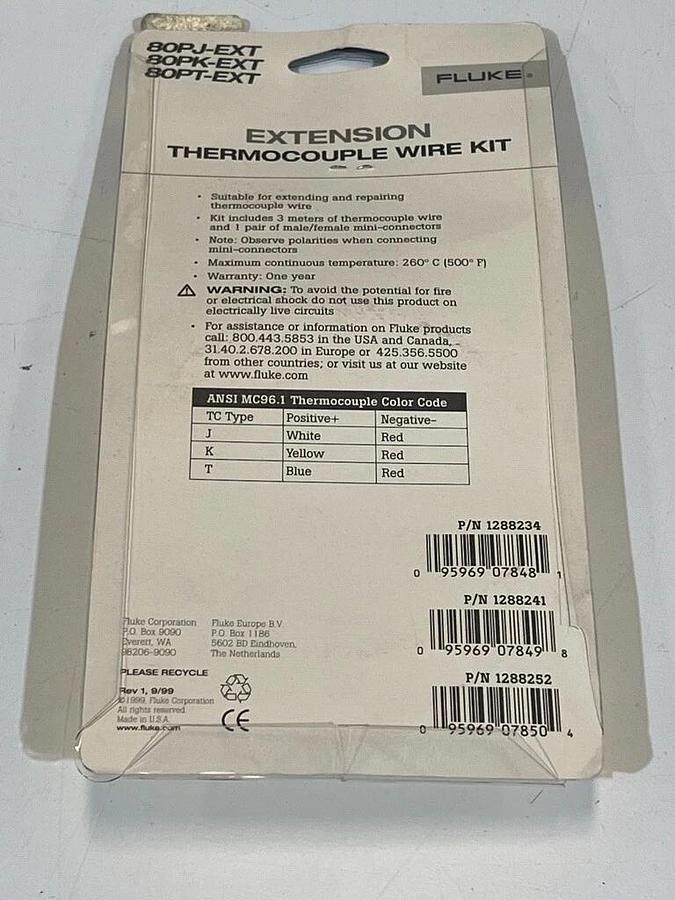 80PJ-EXT
80PK-EXT
80PT-EXT
FLUKE®
EXTENSION
THERMOCOUPLE WIRE KIT
• Suitable for extending and repairing
thermocouple wire
• Kit includes 3 meters of thermocouple wire
and 1 pair of male/female mini-connectors
• Note: Observe polarities when connecting
mini-connectors
• Maximum continuous temperature: 260° C (500° F)
• Warranty: One year
WARNING: To avoid the potential for fire
or electrical shock do not use this product on
electrically live circuits
• For assistance or information on Fluke products
call: 800.443.5853 in the USA and Canada,
31.40.2.678.200 in Europe or 425.356.5500
from other countries; or visit us at our website
at www.fluke.com
ANSI MC96.1 Thermocouple Color Code
TC Type Positive+ Negative-
J White Red
K Yellow Red
T Blue Red
P/N 1288234
0 95969 07848 1
P/N 1288241
0 95969 07849 8
P/N 1288252
0 95969 07850 4
Fluke Corporation
P.O. Box 9090
Everett, WA
98206-9090
Fluke Europe B.V.
P.O. Box 1186
5602 BD Eindhoven,
The Netherlands
PLEASE RECYCLE
Rev 1, 9/99
©1999, Fluke Corporation
All rights reserved.
Made in U.S.A.
www.fluke.com
CE